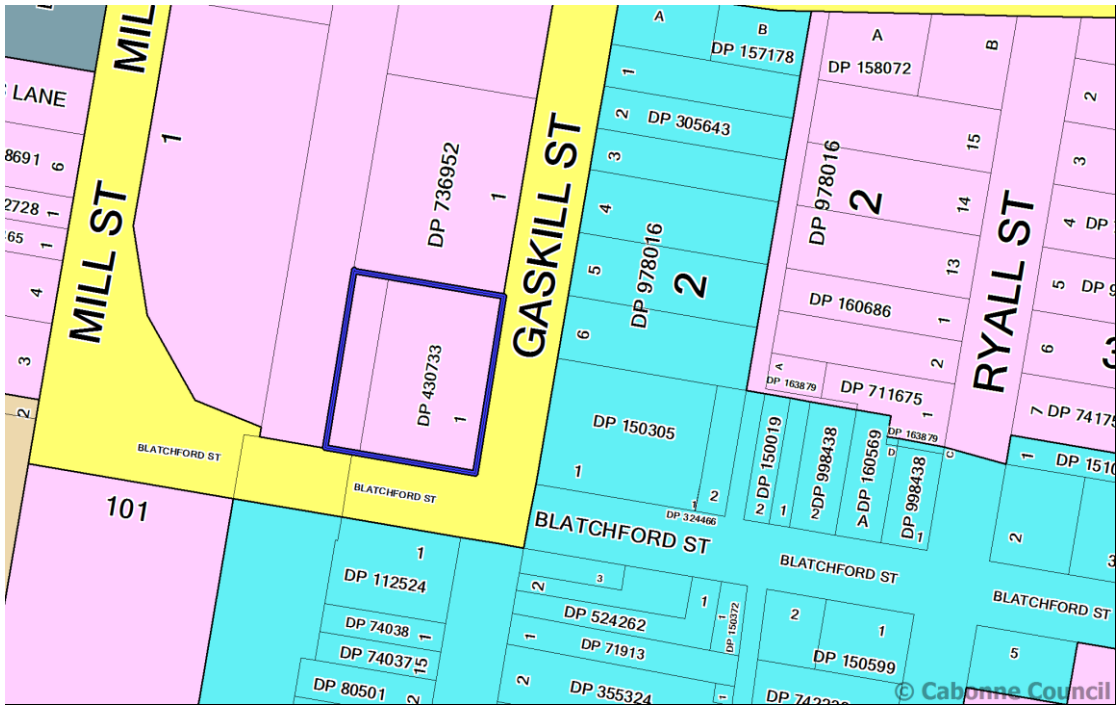 MILL
1
A
B
DP 157178
A
B
DP 158072
LANE
1
DP 305643
2
2
8691
6
3
DP 736952
1
GASKILL ST
15
3
DP 978016
2
2728
1
MILL ST
4
14
RYALL ST
4
DP
1
5
DP 978016
2
13
4
DP 160686
1
5
6
3
2
6
DP 163879
A
DP 711675
1
7
DP 430733
1
2
DP 150305
1
2
DP 150019
2
1
DP 998438
2
DP 160569
A
DP 163879
D
C
DP 998438
1
1
BLATCHFORD ST
BLATCHFORD ST
1
DP 324466
101
BLATCHFORD ST
BLATCHFORD ST
BLATCHFORD ST
2
1
DP 112524
2
3
DP 524262
1
1
DP 150372
2
1
DP 74038
1
1
DP 71913
DP 150599
5
DP 74037
15
DP 80501
2
2
DP 355324
1
© Cabonne Council